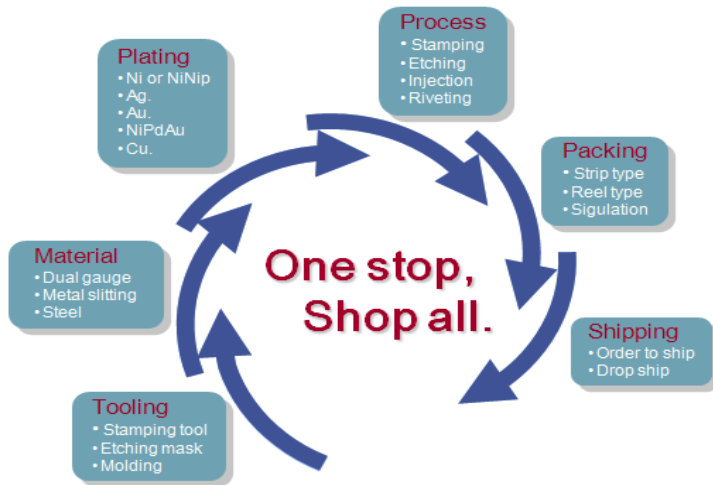 Process
• Stamping
• Etching
• Injection
• Riveting
Plating
• Ni or NiNip
• Ag.
• Au.
• NiPdAu
• Cu.
Packing
• Strip type
• Reel type
• Sigulation
Material
• Dual gauge
• Metal slitting
• Steel
One stop,
Shop all.
Shipping
• Order to ship
• Drop ship
Tooling
• Stamping tool
• Etching mask
• Molding